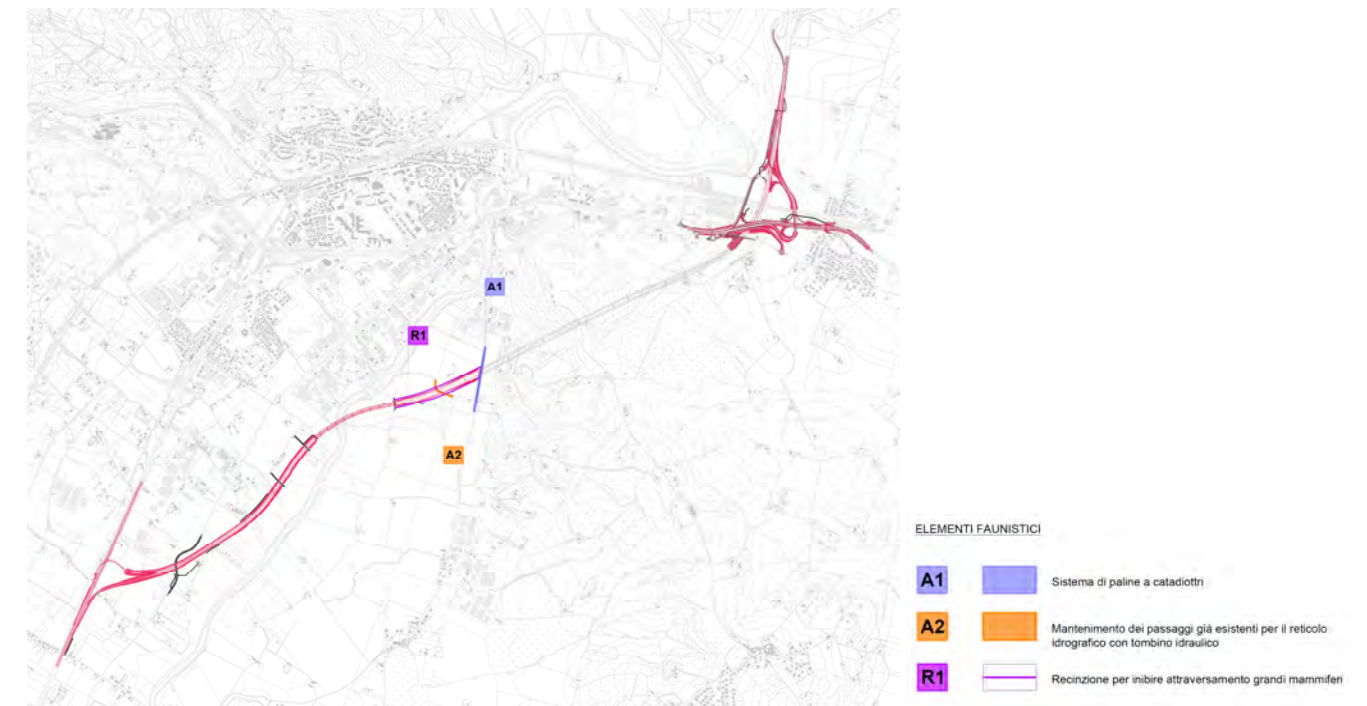 A1
R1
A2
ELEMENTI FAUNISTICI
A1 Sistema di paline a catadiottri
A2 Mantenimento dei passaggi già esistenti per il reticolo
idrografico con tombino idraulico
R1 Recinzione per inibire attraversamento grandi mammiferi